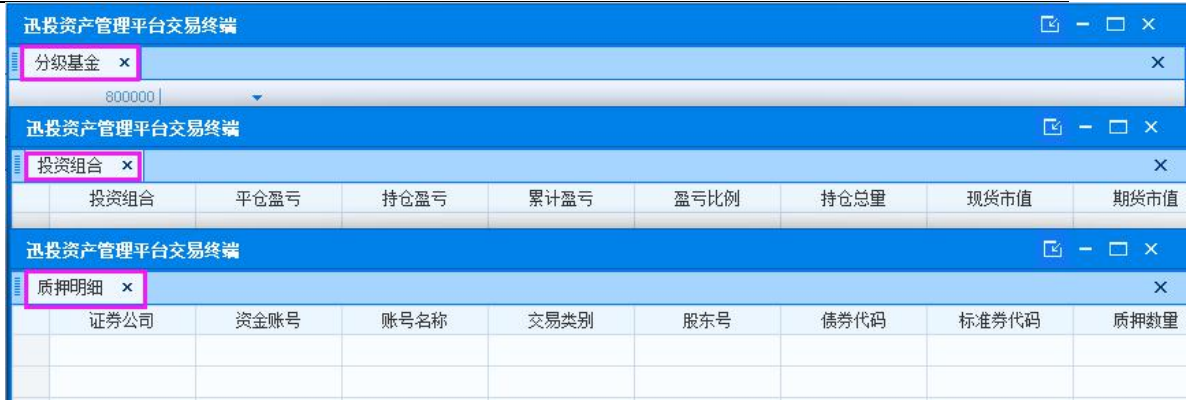 迅投资产管理平台交易终端
分级基金
800000
迅投资产管理平台交易终端
投资组合
投资组合 平仓盈亏 持仓盈亏 累计盈亏 盈亏比例 持仓总量 现货市值 期货市值
迅投资产管理平台交易终端
质押明细
证券公司 资金账号 账号名称 交易类别 股东号 债券代码 标准券代码 质押数量